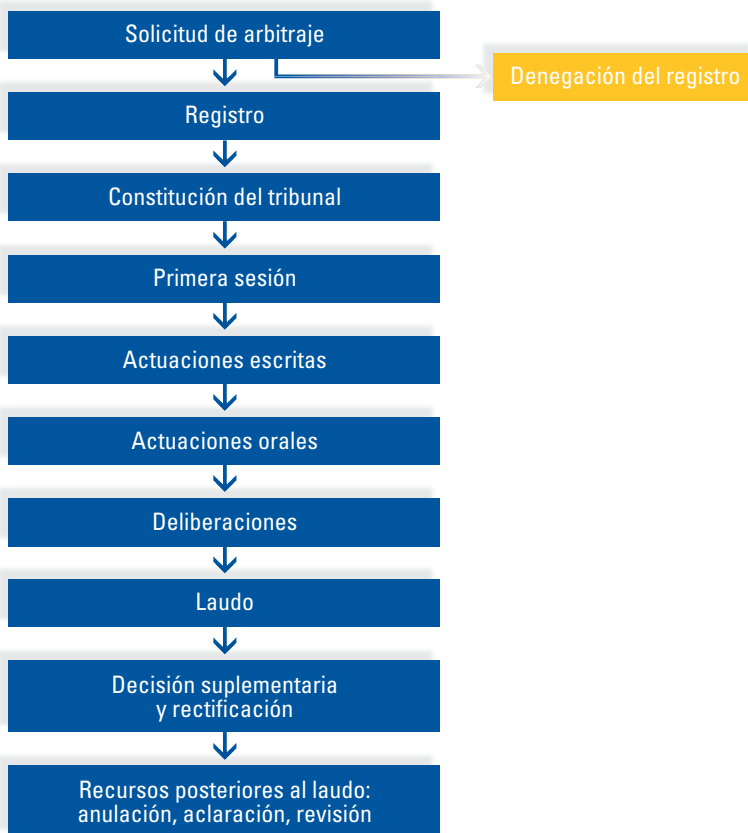 Solicitud de arbitraje
Denegación del registro
Registro
Constitución del tribunal
Primera sesión
Actuaciones escritas
Actuaciones orales
Deliberaciones
Laudo
Decisión suplementaria
y rectificación
Recursos posteriores al laudo:
anulación, aclaración, revisión